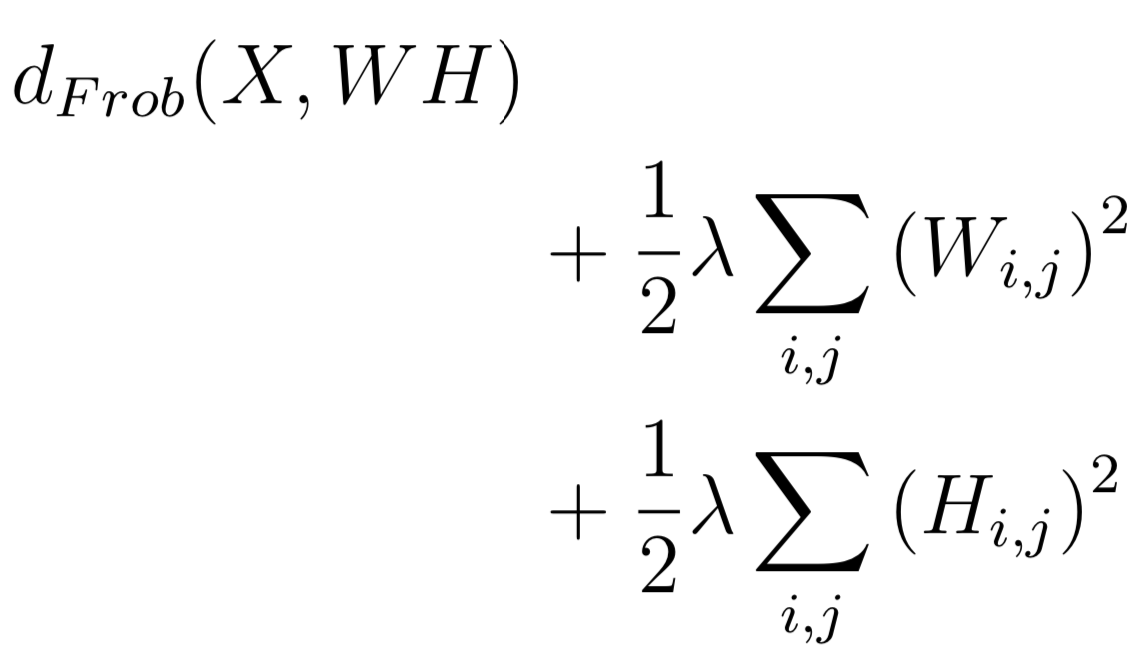 d_{Frob}(X, WH)
+ \frac{1}{2} \lambda \sum_{i,j} (W_{i,j})^2
+ \frac{1}{2} \lambda \sum_{i,j} (H_{i,j})^2